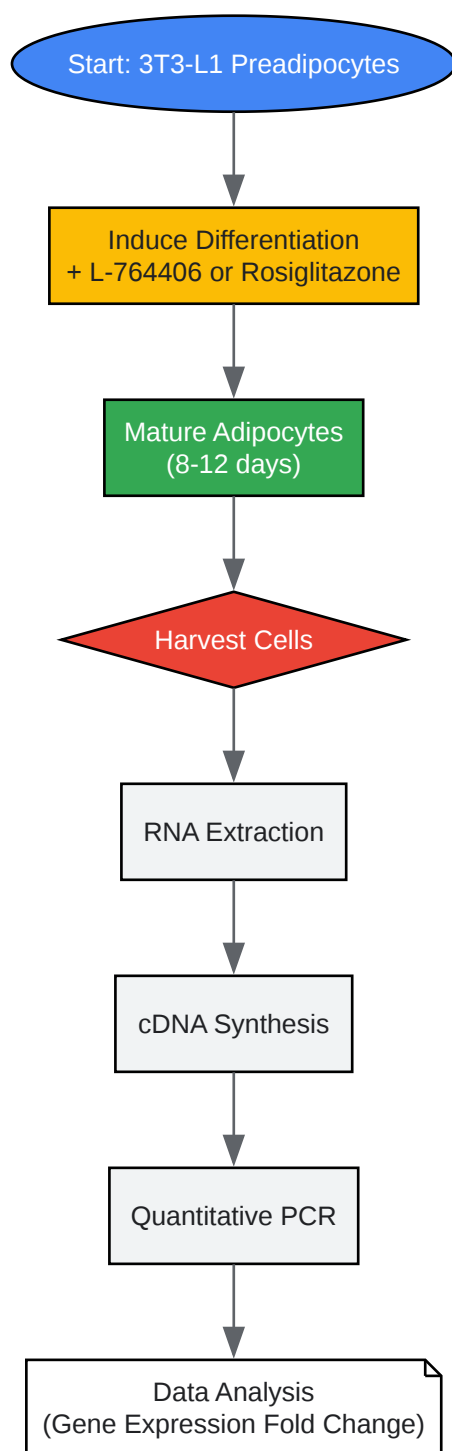 Start: 3T3-L1 Preadipocytes
Induce Differentiation
+ L-764406 or Rosiglitazone
Mature Adipocytes
(8-12 days)
Harvest Cells
RNA Extraction
cDNA Synthesis
Quantitative PCR
Data Analysis
(Gene Expression Fold Change)